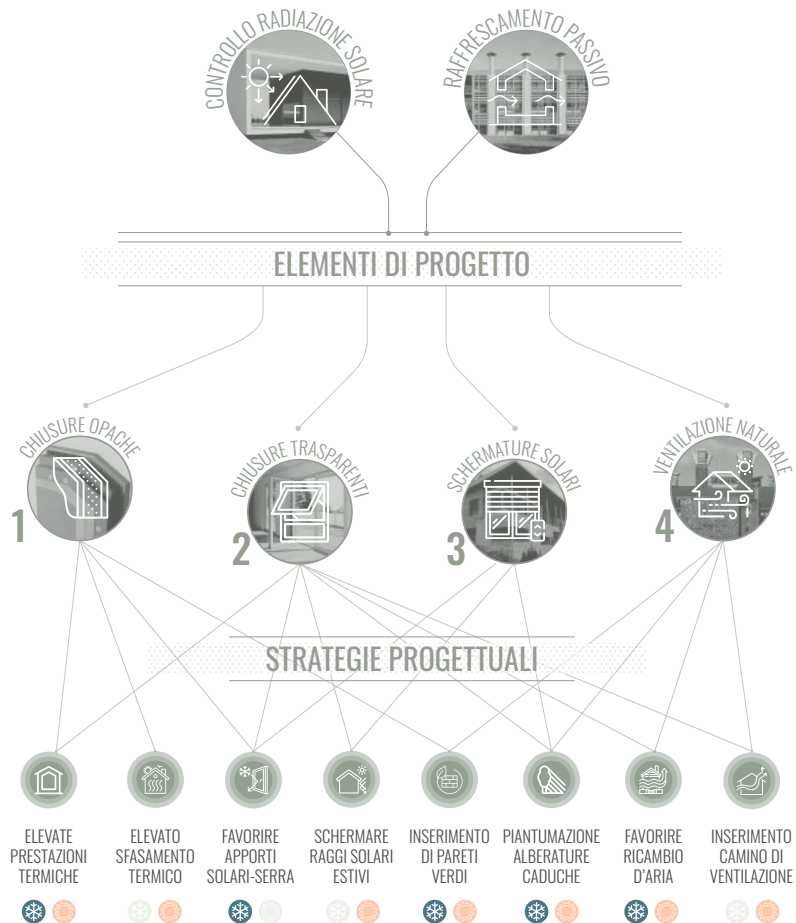 CONTROLLO RADIAZIONE SOLARE
RAFFRESCAMENTO PASSIVO
ELEMENTI DI PROGETTO
CHIUSURE OPACHE
1
CHIUSURE TRASPARENTI
2
SCHERMATURE SOLARI
3
VENTILAZIONE NATURALE
4
STRATEGIE PROGETTUALI
ELEVATE
PRESTAZIONI
TERMICHE
ELEVATO
SFASAMENTO
TERMICO
FAVORIRE
APPORTI
SOLARI-SERRA
SCHERMARE
RAGGI SOLARI
ESTIVI
INSERIMENTO
DI PARETI
VERDI
PIANTUMAZIONE
ALBERATURE
CADUCHE
FAVORIRE
RICAMBIO
D'ARIA
INSERIMENTO
CAMINO DI
VENTILAZIONE